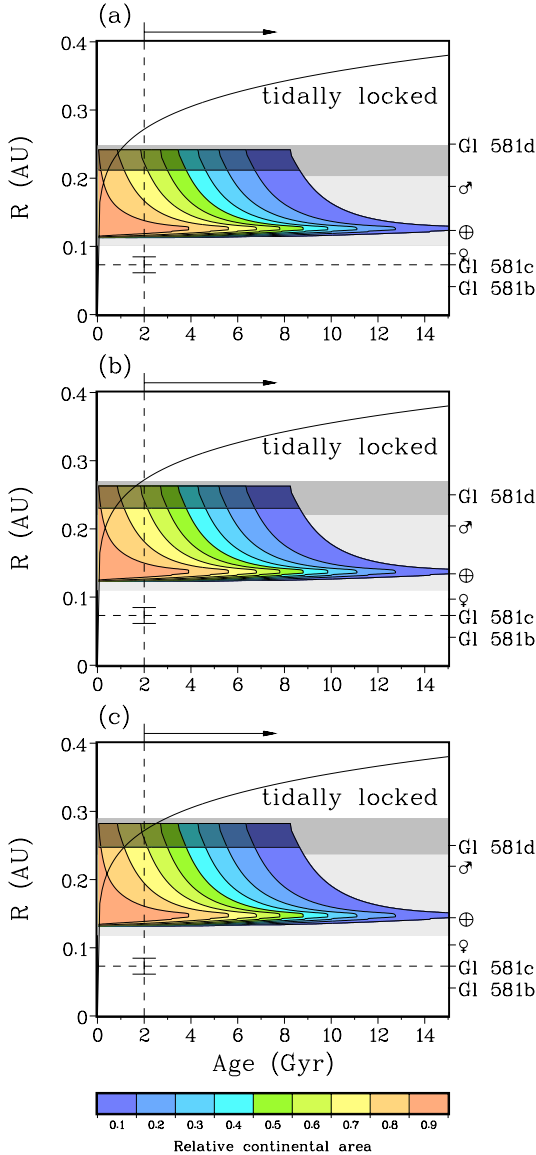 (a)
0.4
0.3
0.2
0.1
0
R (AU)
tidally locked
Gl 581d
♂
⊕
♀
Gl 581c
Gl 581b
0 2 4 6 8 10 12 14
(b)
0.4
0.3
0.2
0.1
0
R (AU)
tidally locked
Gl 581d
♂
⊕
♀
Gl 581c
Gl 581b
0 2 4 6 8 10 12 14
(c)
0.4
0.3
0.2
0.1
0
R (AU)
tidally locked
Gl 581d
♂
⊕
♀
Gl 581c
Gl 581b
0 2 4 6 8 10 12 14
Age (Gyr)
0.1 0.2 0.3 0.4 0.5 0.6 0.7 0.8 0.9
Relative continental area